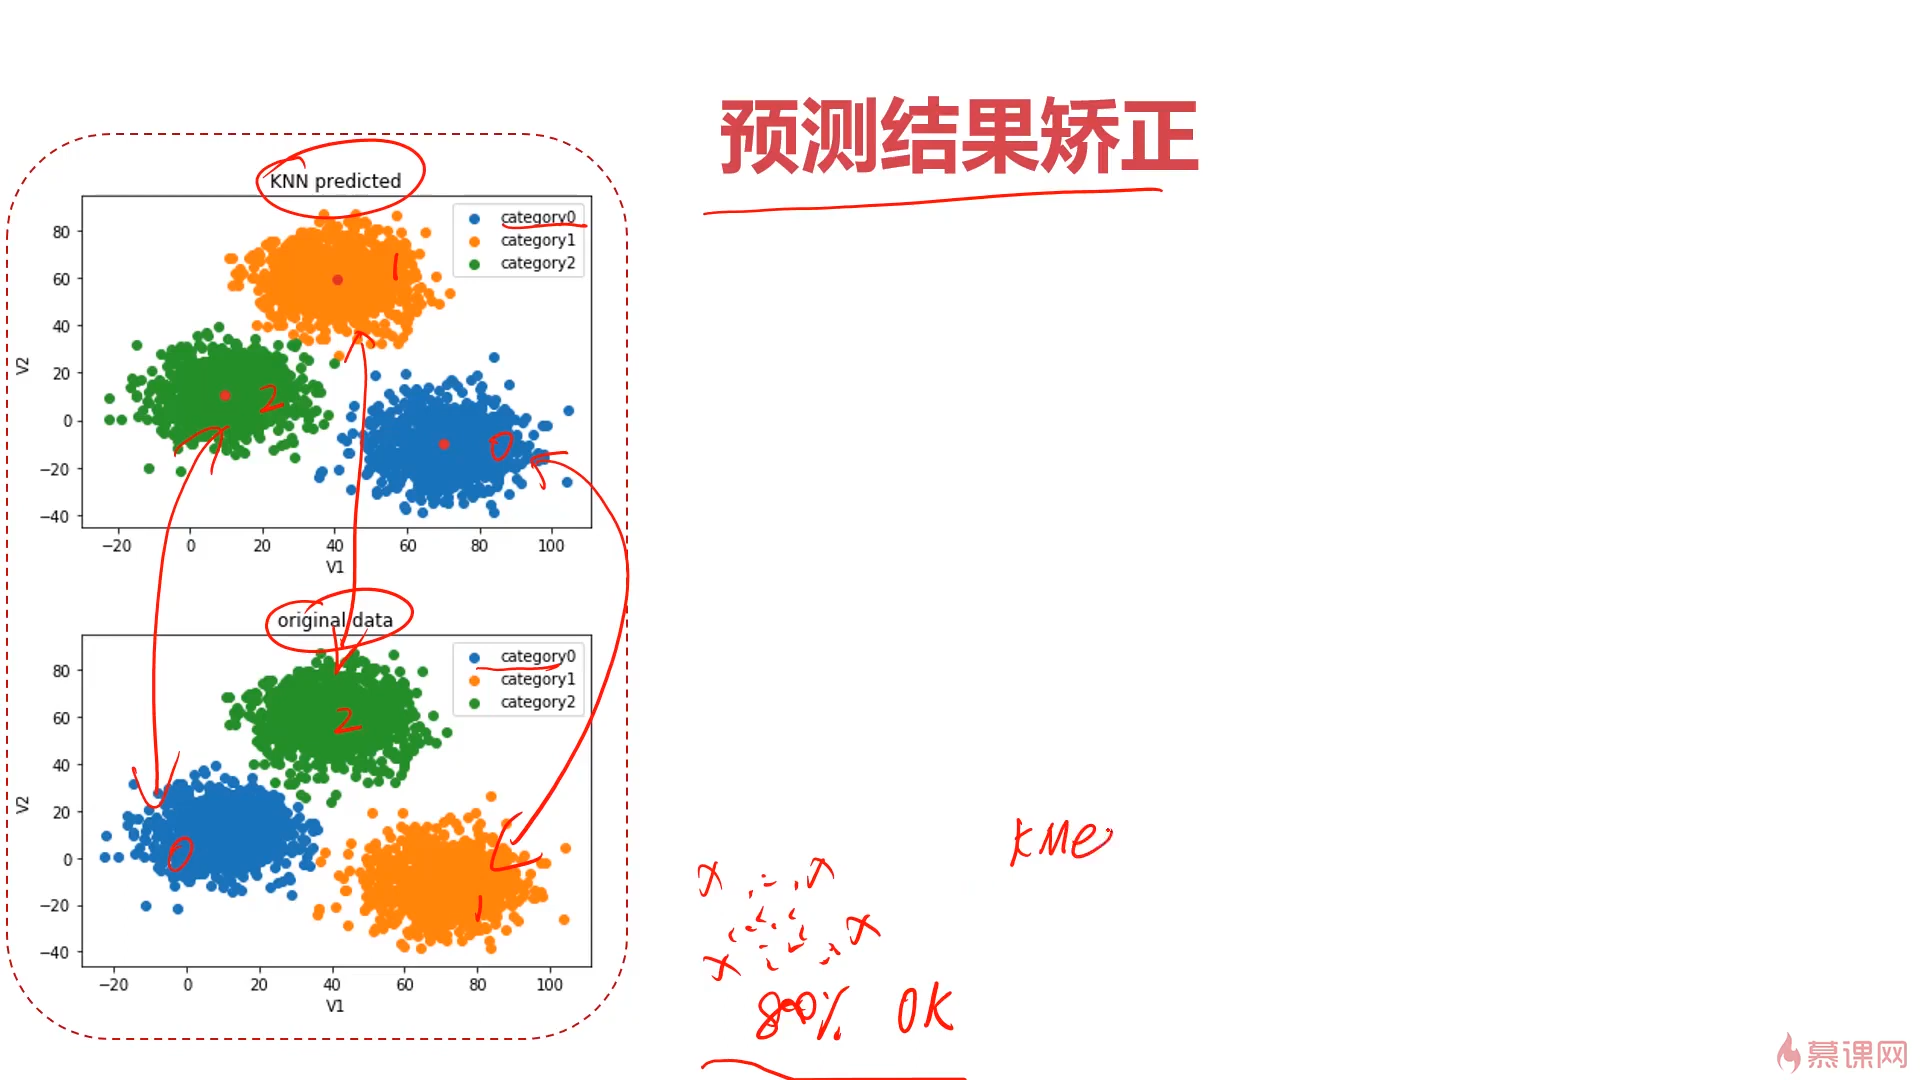 预测结果矫正
KNN predicted
category0
category1
category2
80
60
40
20
0
−20
−40
V2
−20 0 20 40 60 80 100
V1
1
2
0
original data
category0
category1
category2
80
60
40
20
0
−20
−40
V2
−20 0 20 40 60 80 100
V1
2
0
1
KMe
80% OK
慕课网